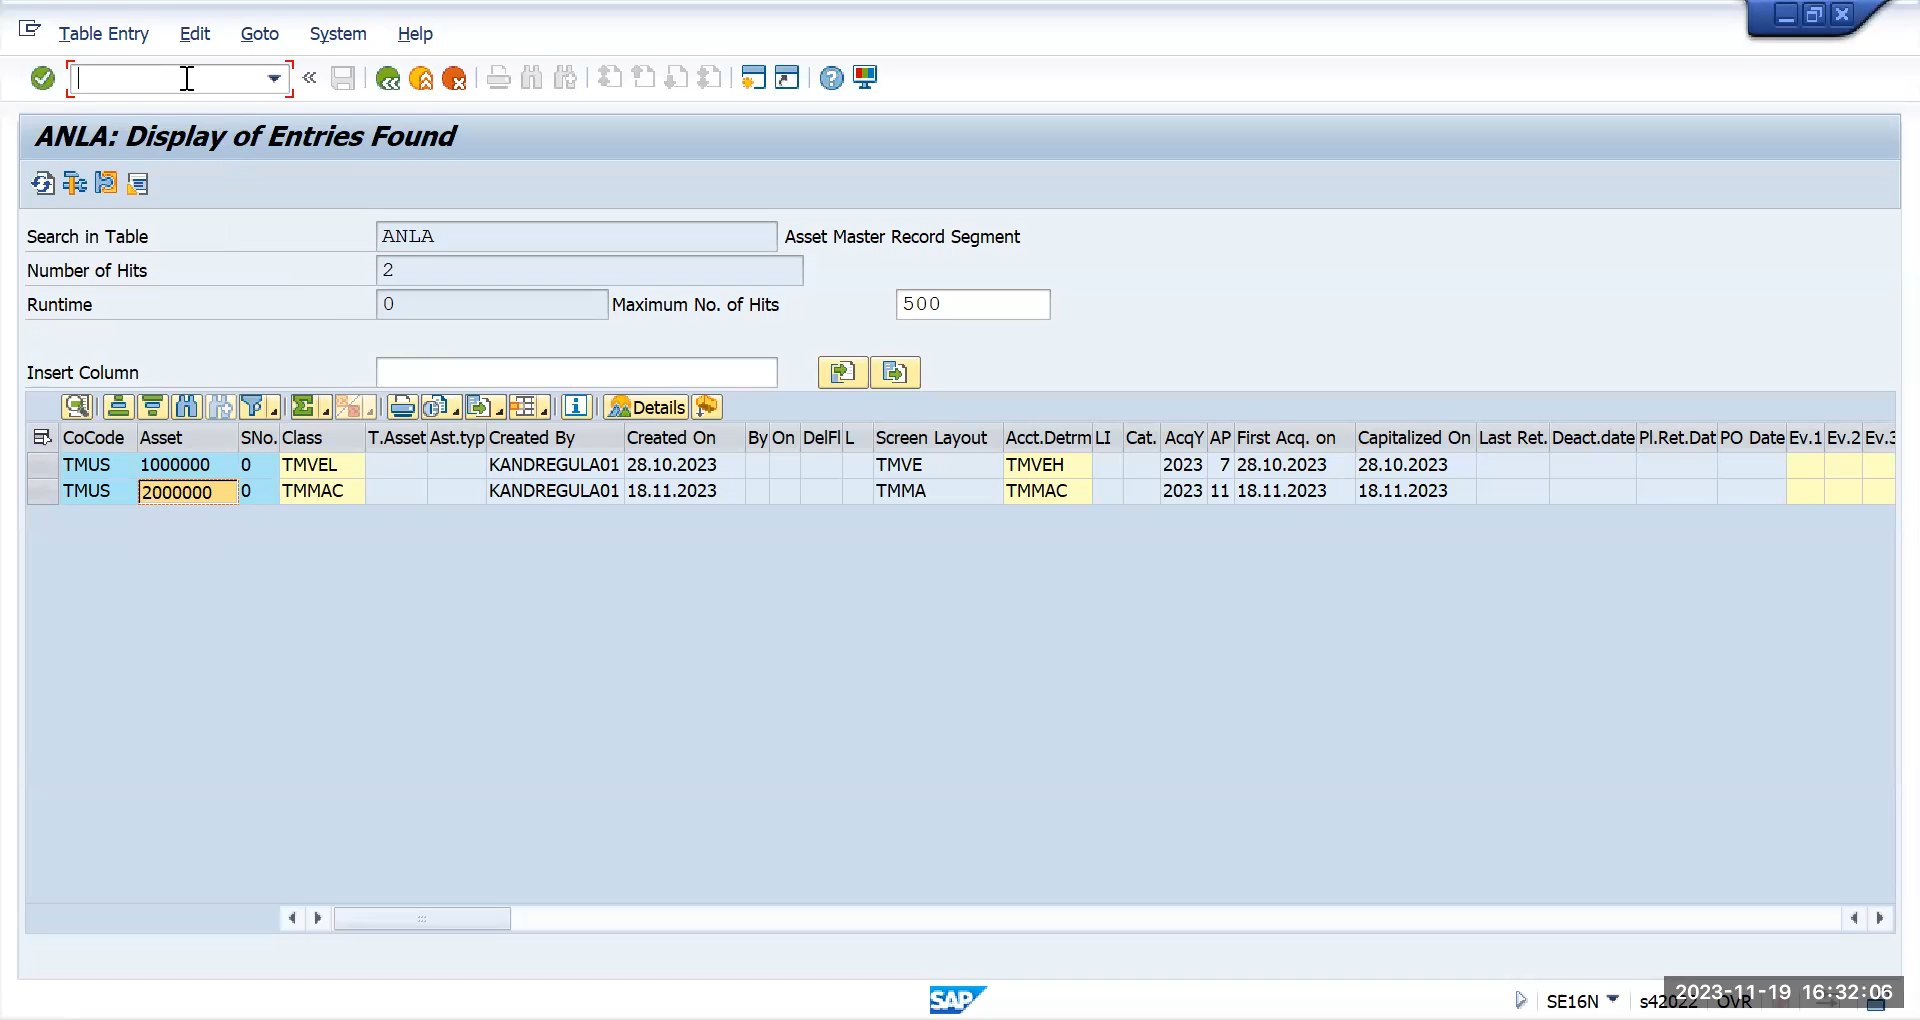 Table Entry Edit Goto System Help
ANLA: Display of Entries Found
Search in Table ANLA Asset Master Record Segment
Number of Hits 2
Runtime 0 Maximum No. of Hits 500
Insert Column
Details
CoCode Asset SNo. Class T.Asset Ast.typ Created By Created On By On DelFl L Screen Layout Acct.Detrm LI Cat. AcqY AP First Acq. on Capitalized On Last Ret. Deact.date Pl.Ret.Dat PO Date Ev.1 Ev.2 Ev.3
TMUS 1000000 0 TMVEL KANDREGULA01 28.10.2023 TMVE TMVEH 2023 7 28.10.2023 28.10.2023
TMUS 2000000 0 TMMAC KANDREGULA01 18.11.2023 TMMA TMMAC 2023 11 18.11.2023 18.11.2023
SAP
SE16N s42022 OVR
2023-11-19 16:32:06